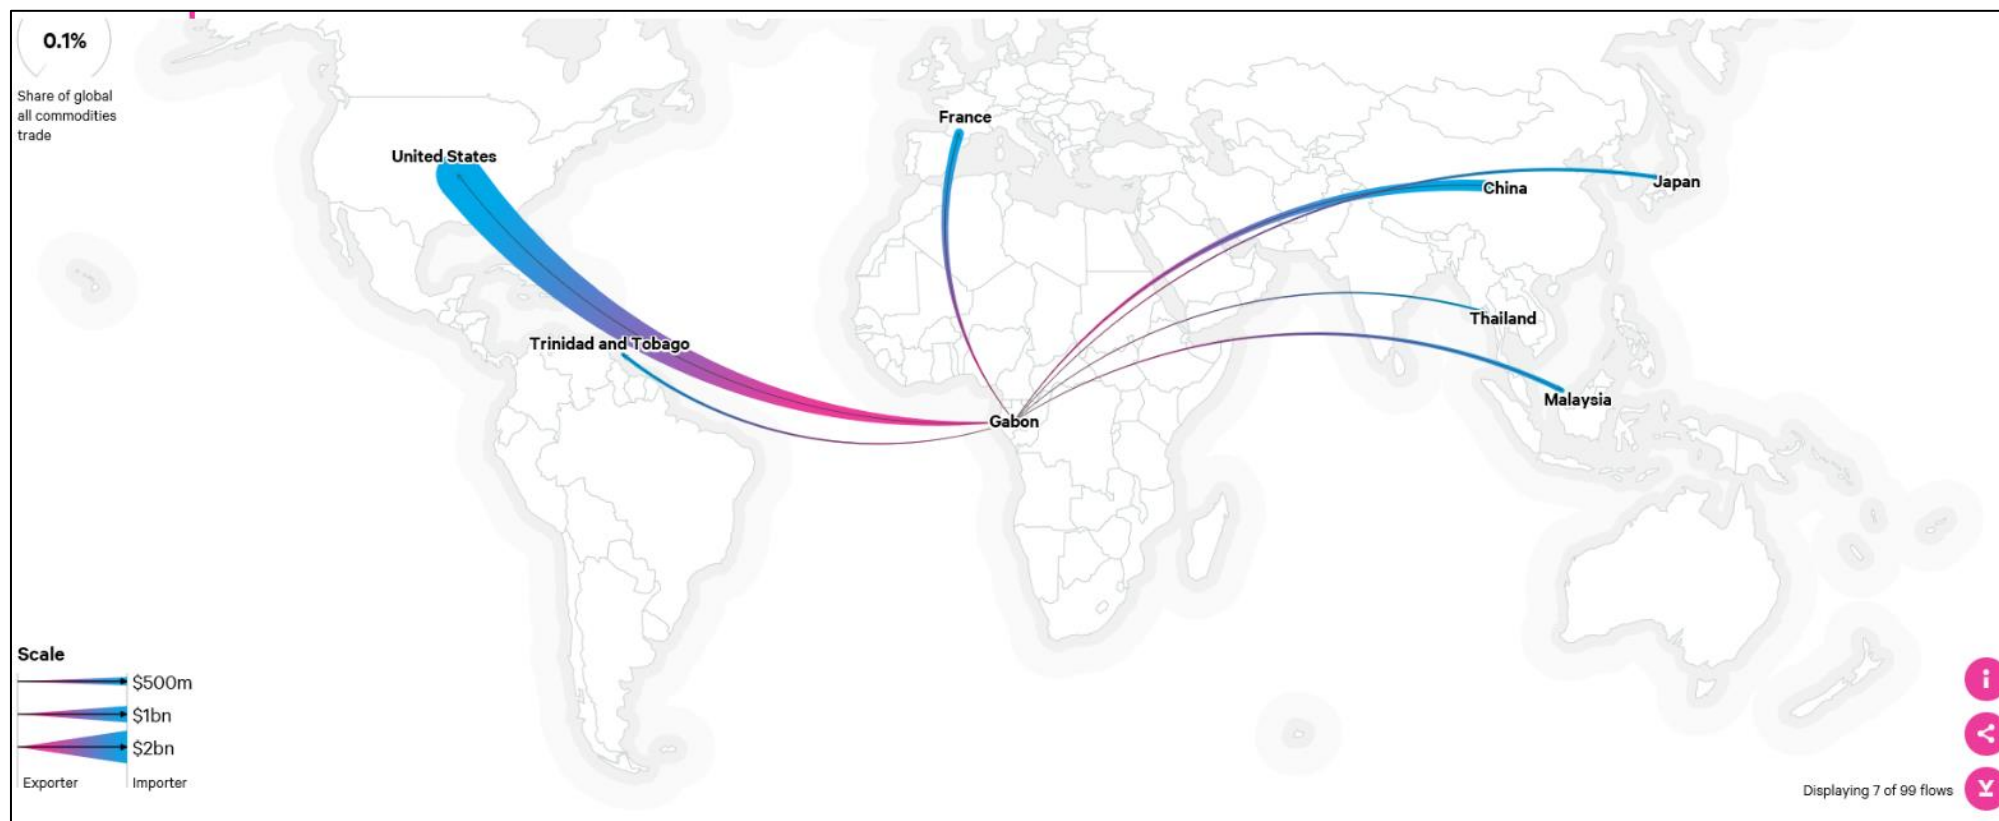 0.1%
Share of global
all commodities
trade
France
United States
Japan
China
Thailand
Trinidad and Tobago
Malaysia
Gabon
Scale
$500m
$1bn
$2bn
Exporter
Importer
Displaying 7 of 99 flows